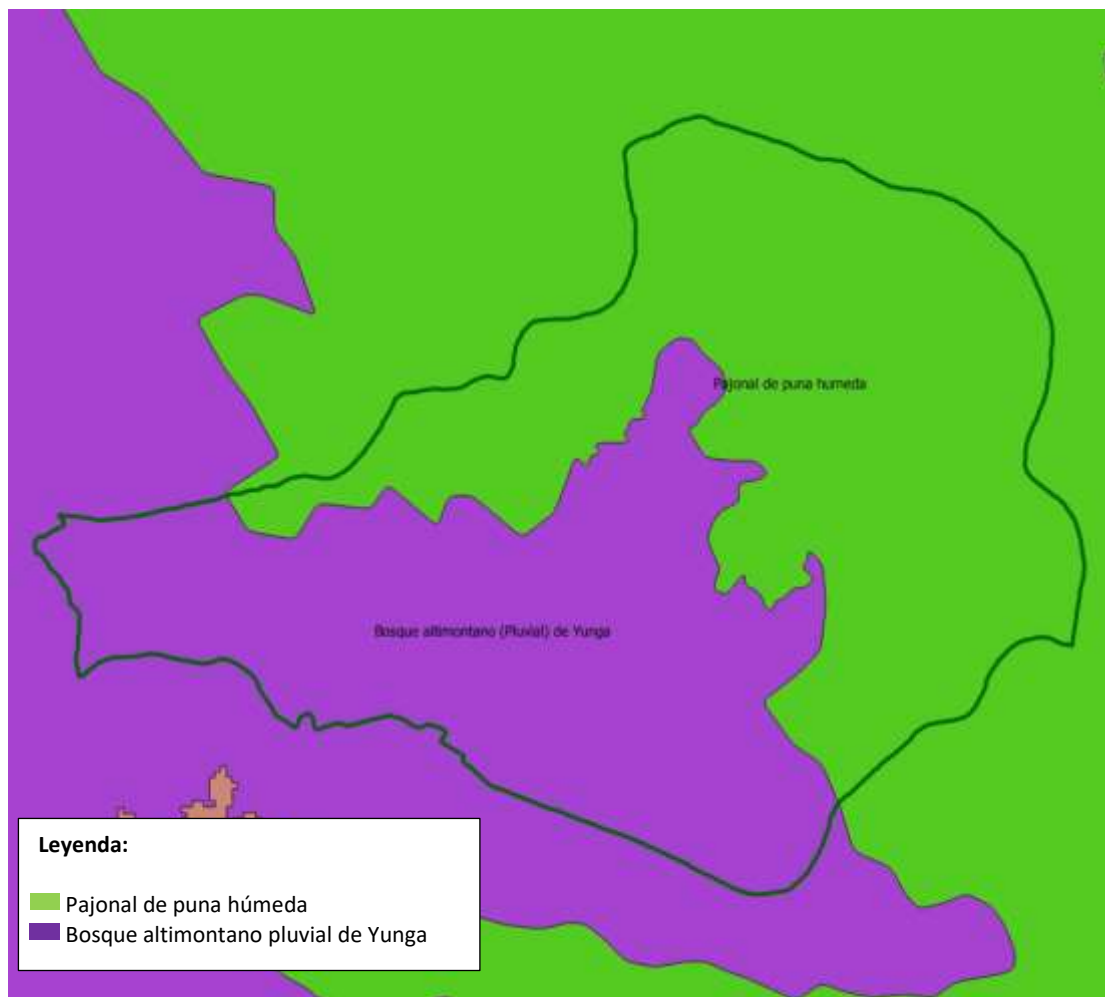 Pajonal de puna humeda
Bosque altimontano (Pluvial) de Yunga
Leyenda:
Pajonal de puna húmeda
Bosque altimontano pluvial de Yunga